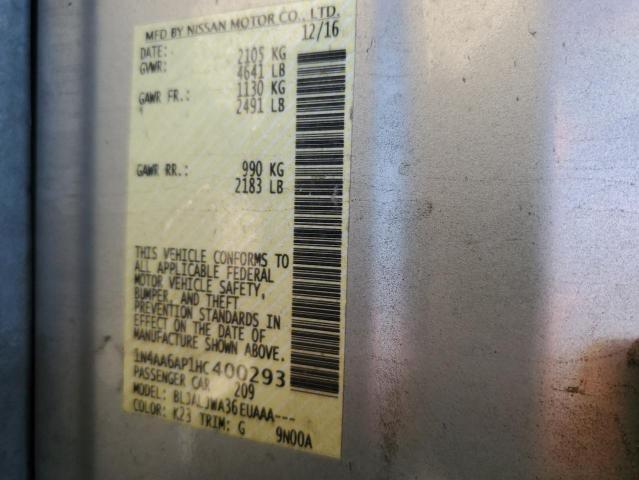 MFD BY NISSAN MOTOR CO., LTD.
DATE: 12/16
GVWR: 2105 KG
4641 LB
GAWR FR.: 1130 KG
2491 LB
GAWR RR.: 990 KG
2183 LB
THIS VEHICLE CONFORMS TO
ALL APPLICABLE FEDERAL
MOTOR VEHICLE SAFETY,
BUMPER, AND THEFT
PREVENTION STANDARDS IN
EFFECT ON THE DATE OF
MANUFACTURE SHOWN ABOVE.
1N4AA6AP1HC400293
PASSENGER CAR 209
MODEL: BLJALJWA36EUAAA---
COLOR: K23 TRIM: G 9N00A